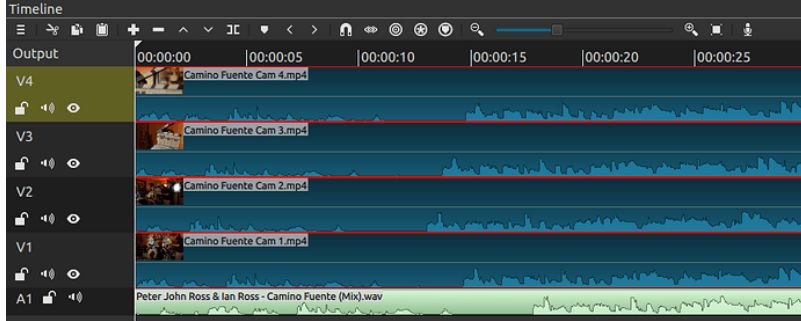 Timeline
Output
00:00:00 00:00:05 00:00:10 00:00:15 00:00:20 00:00:25
V4
Camino Fuente Cam 4.mp4
V3
Camino Fuente Cam 3.mp4
V2
Camino Fuente Cam 2.mp4
V1
Camino Fuente Cam 1.mp4
A1
Peter John Ross & Ian Ross - Camino Fuente (Mix).wav